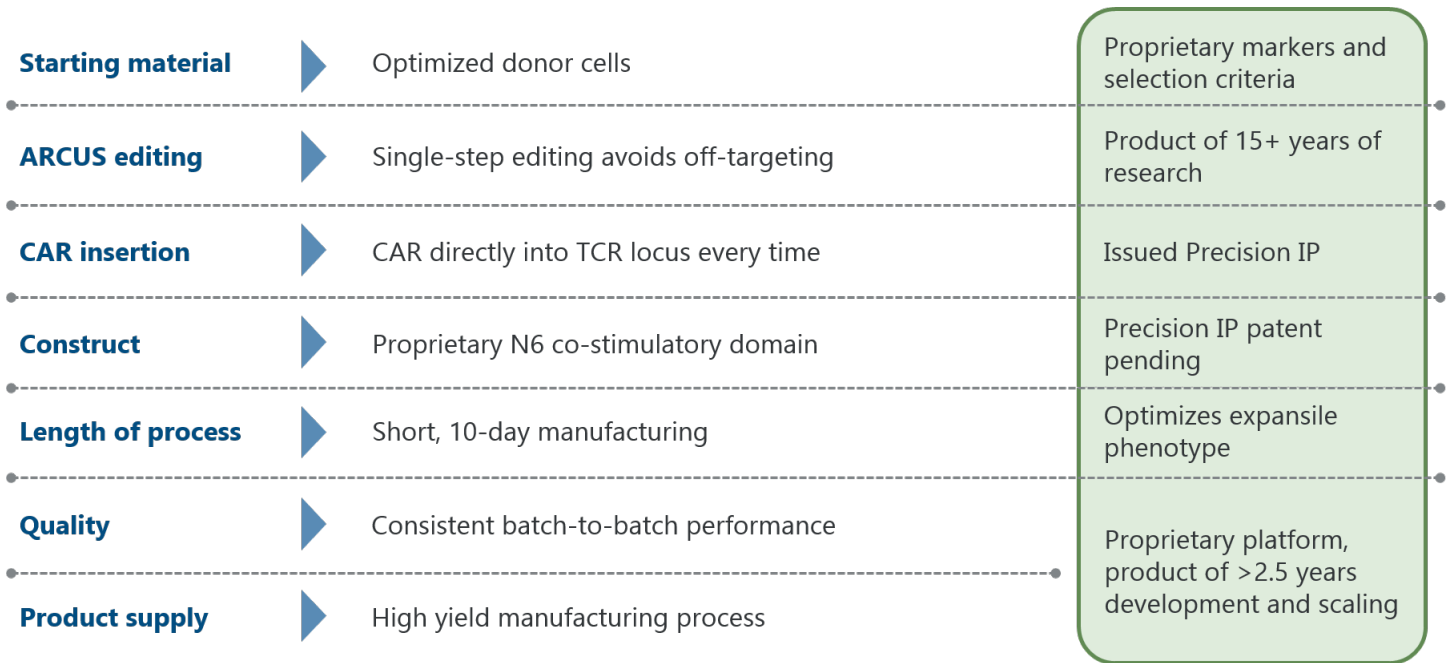 Starting material
Optimized donor cells
Proprietary markers and
selection criteria
ARCUS editing
Single-step editing avoids off-targeting
Product of 15+ years of
research
CAR insertion
CAR directly into TCR locus every time
Issued Precision IP
Construct
Proprietary N6 co-stimulatory domain
Precision IP patent
pending
Length of process
Short, 10-day manufacturing
Optimizes expansile
phenotype
Quality
Consistent batch-to-batch performance
Proprietary platform,
product of >2.5 years
development and scaling
Product supply
High yield manufacturing process